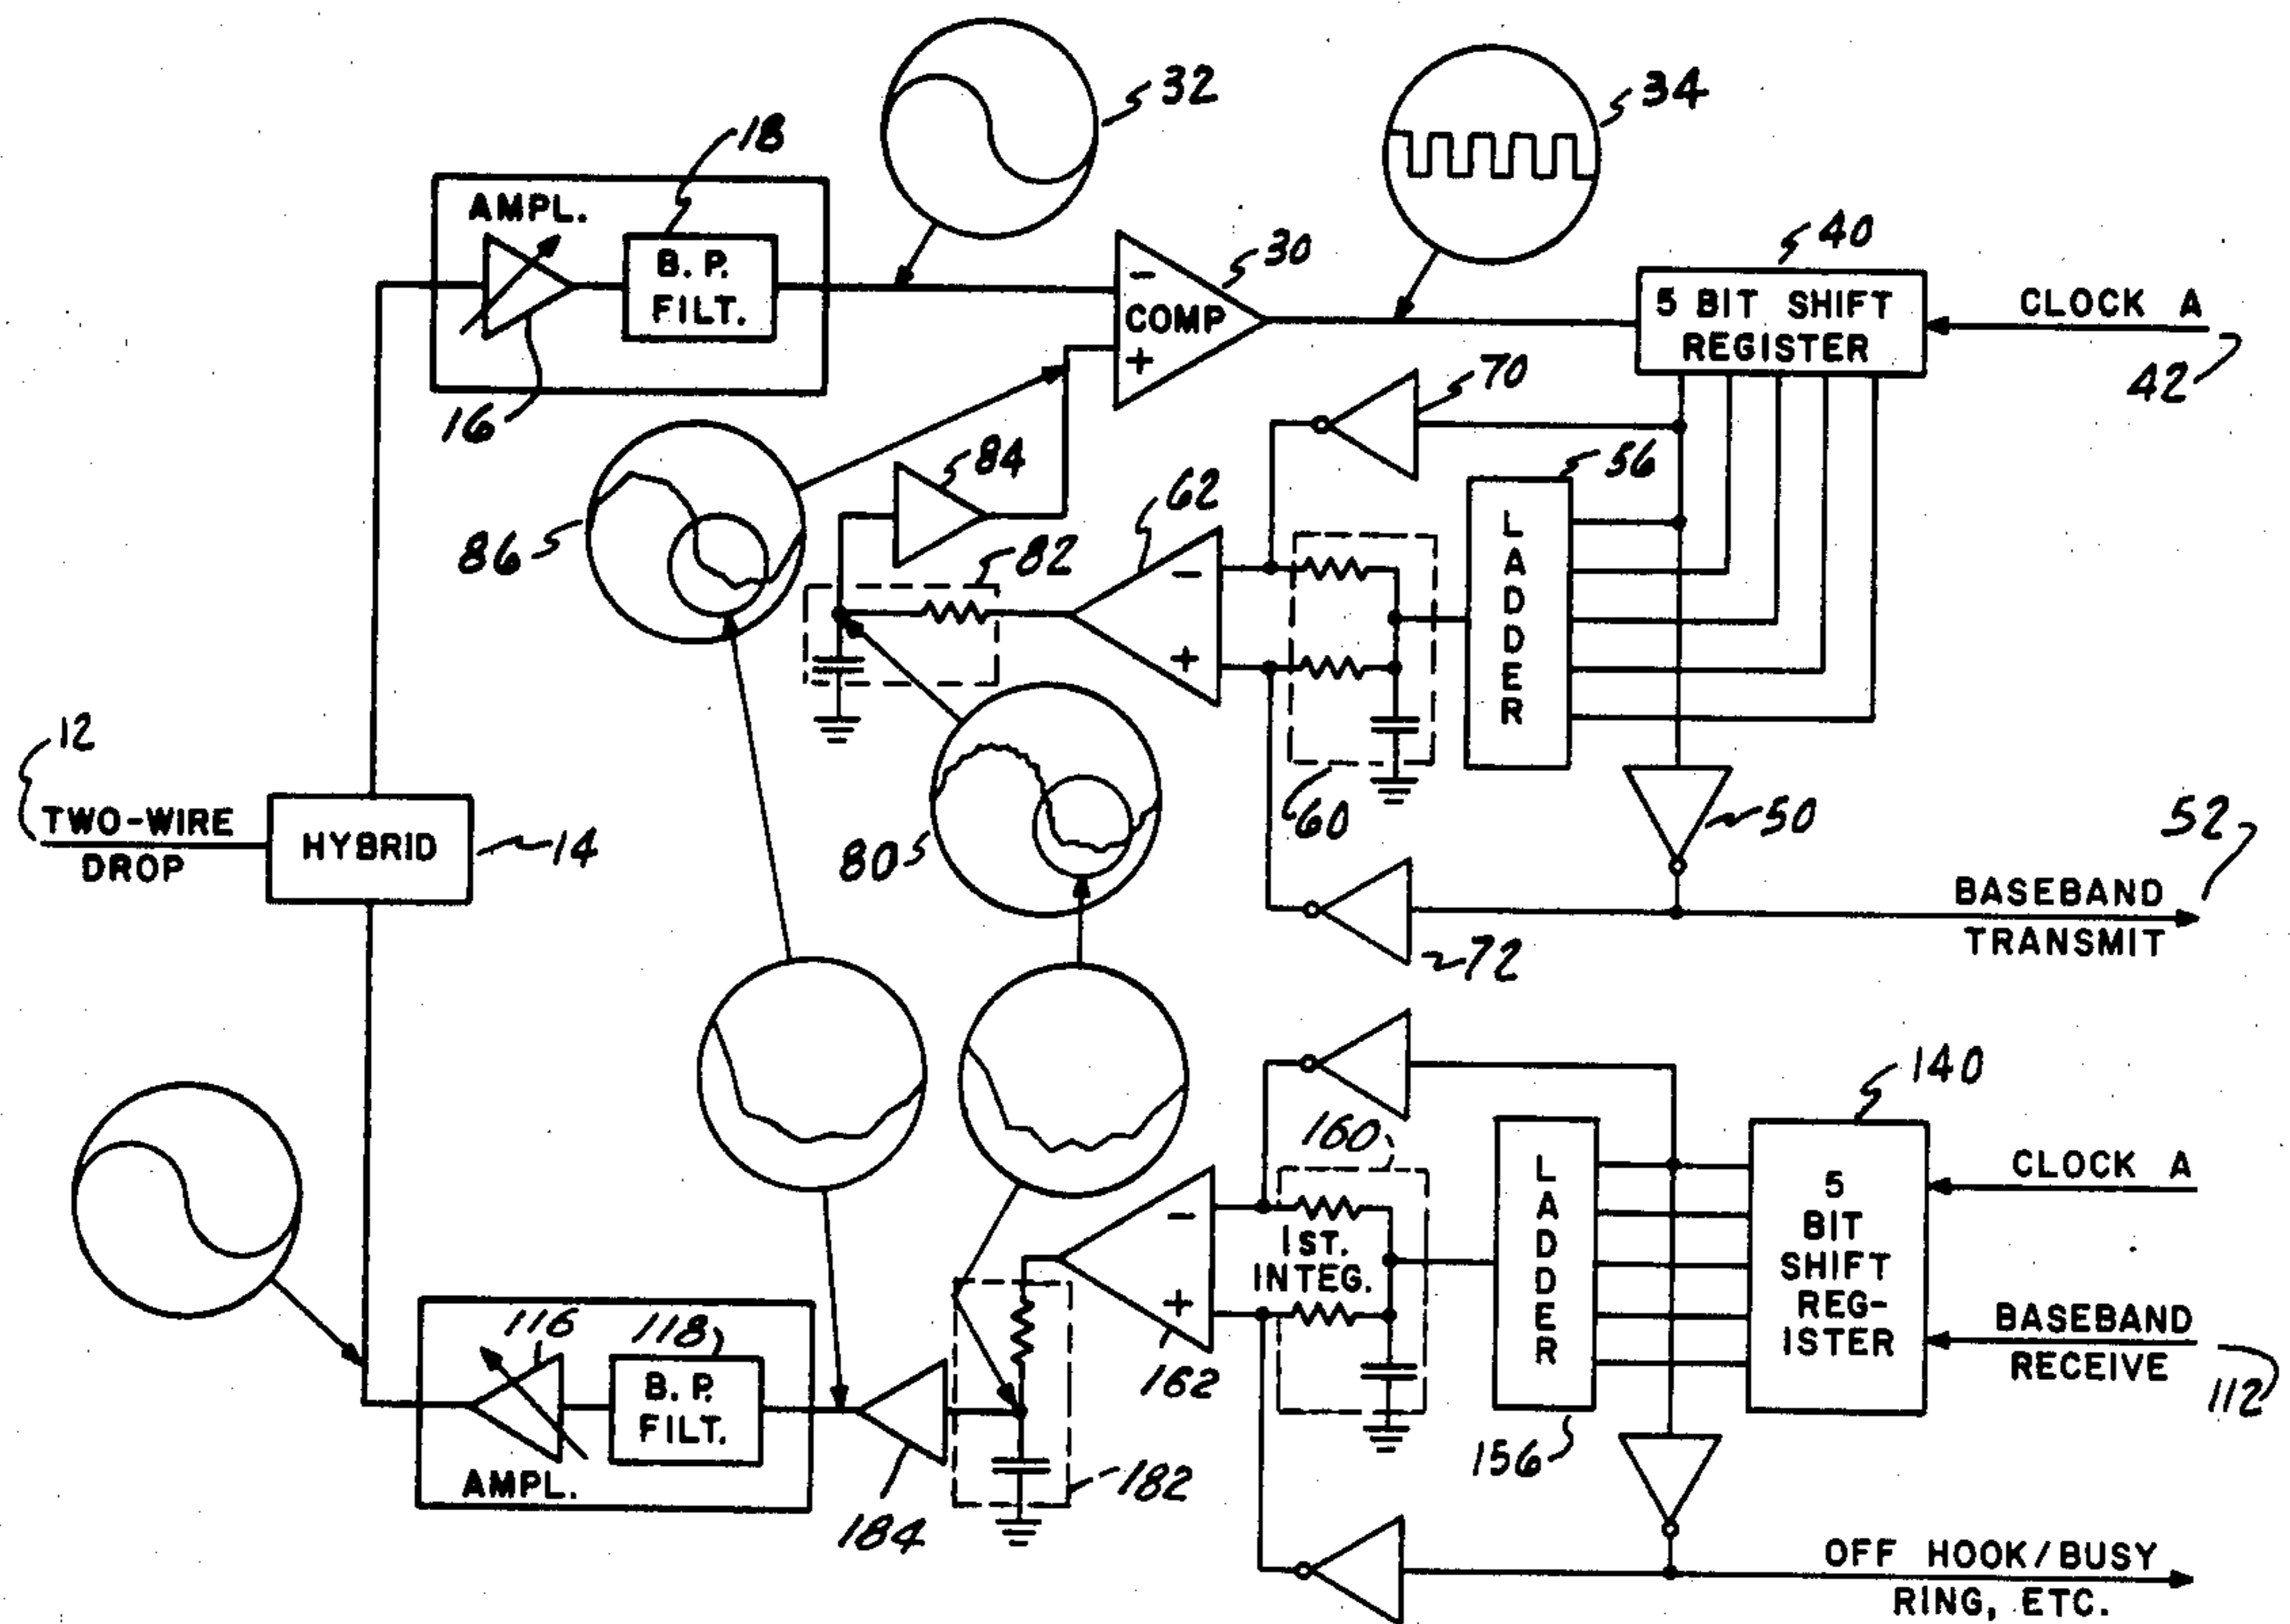 32
34
18
AMPL.
B. P.
FILT.
16
30
-
COMP
+
40
5 BIT SHIFT
REGISTER
CLOCK A
42
70
84
62
56
86
82
-
+
L
A
D
D
E
R
12
TWO-WIRE
DROP
HYBRID
14
80
60
50
52
BASEBAND
TRANSMIT
72
140
160
L
A
D
D
E
R
5
BIT
SHIFT
REG-
ISTER
CLOCK A
-
1ST.
INTEG.
+
BASEBAND
RECEIVE
112
116
118
B. P.
FILT.
AMPL.
162
156
182
184
OFF HOOK/BUSY
RING, ETC.